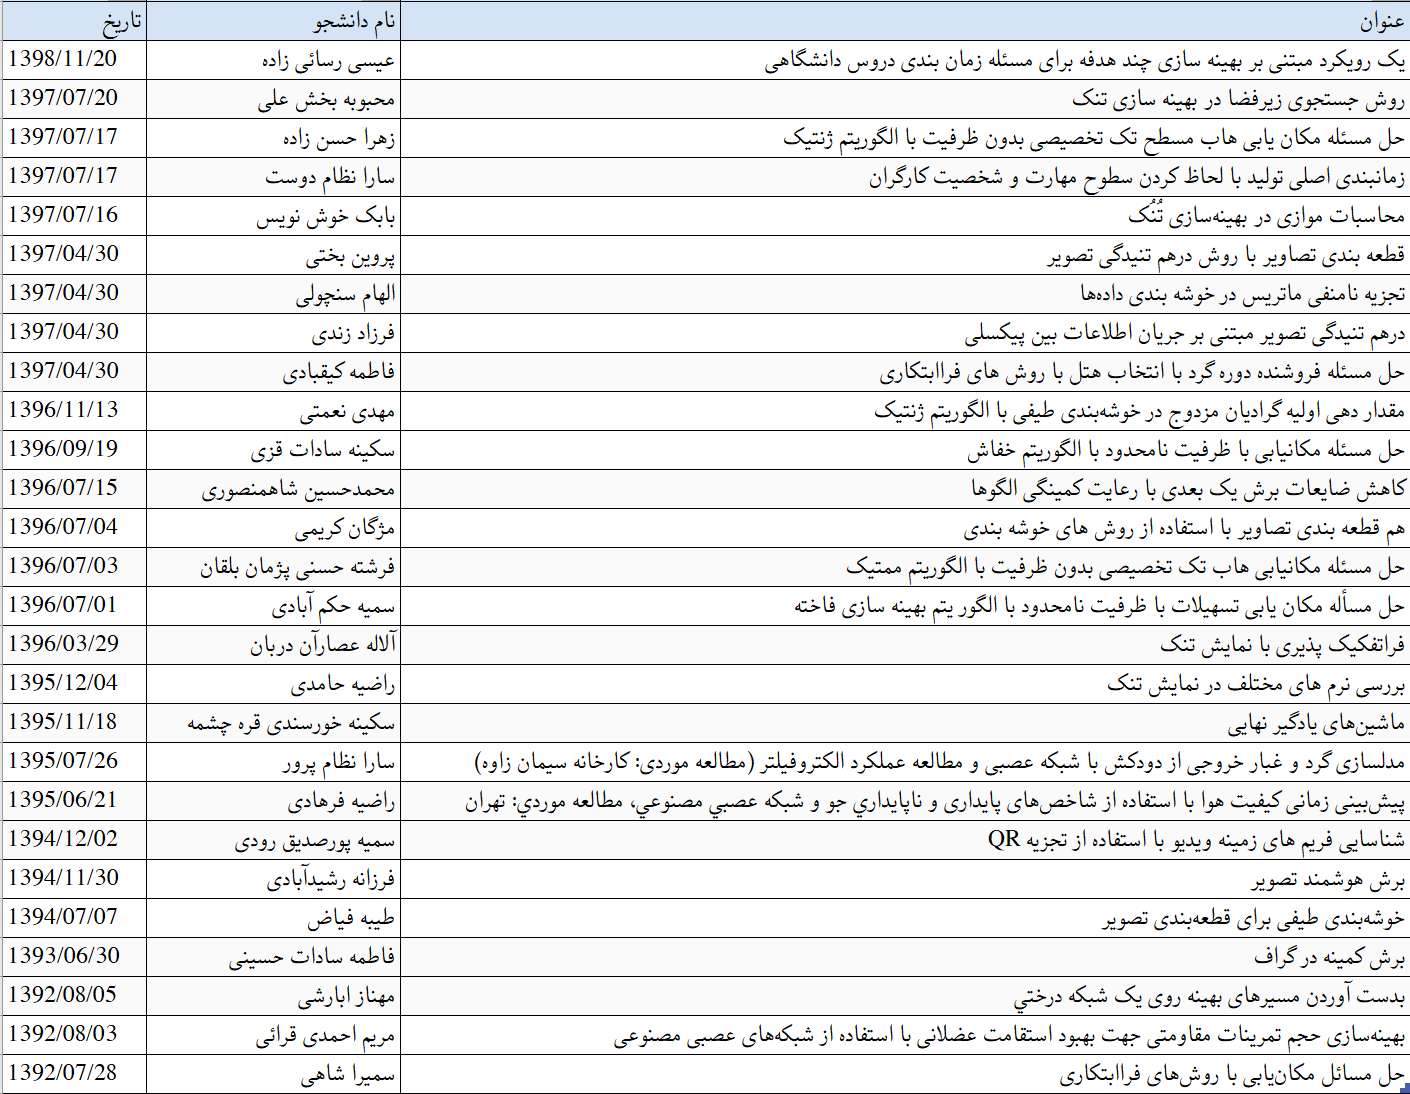 عنوان نام دانشجو تاریخ
یک رویکرد مبتنی بر بهینه سازی چند هدفه برای مسئله زمان بندی دروس دانشگاهی عیسی رسائی زاده 1398/11/20
روش جستجوی زیرفضا در بهینه سازی تنک محبوبه بخش علی 1397/07/20
حل مسئله مکان یابی هاب مسطح تک تخصیصی بدون ظرفیت با الگوریتم ژنتیک زهرا حسن زاده 1397/07/17
زمانبندی اصلی تولید با لحاظ کردن سطوح مهارت و شخصیت کارگران سارا نظام دوست 1397/07/17
محاسبات موازی در بهینه‌سازی تُنُک بابک خوش نویس 1397/07/16
قطعه بندی تصاویر با روش درهم تنیدگی تصویر پروین بختی 1397/04/30
تجزیه نامنفی ماتریس در خوشه بندی داده‌ها الهام سنچولی 1397/04/30
درهم تنیدگی تصویر مبتنی بر جریان اطلاعات بین پیکسلی فرزاد زندی 1397/04/30
حل مسئله فروشنده دوره گرد با انتخاب هتل با روش های فراابتکاری فاطمه کیقبادی 1397/04/30
مقدار دهی اولیه گرادیان مزدوج در خوشه‌بندی طیفی با الگوریتم ژنتیک مهدی نعمتی 1396/11/13
حل مسئله مکانیابی با ظرفیت نامحدود با الگوریتم خفاش سکینه سادات قزی 1396/09/19
کاهش ضایعات برش یک بعدی با رعایت کمینگی الگوها محمدحسین شاهمنصوری 1396/07/15
هم قطعه بندی تصاویر با استفاده از روش های خوشه بندی مژگان کریمی 1396/07/04
حل مسئله مکانیابی هاب تک تخصیصی بدون ظرفیت با الگوریتم ممتیک فرشته حسنی پژمان بلقان 1396/07/03
حل مسأله مکان یابی تسهیلات با ظرفیت نامحدود با الگور یتم بهینه سازی فاخته سمیه حکم آبادی 1396/07/01
فراتفکیک پذیری با نمایش تنک آلاله عصارآن دربان 1396/03/29
بررسی نرم های مختلف در نمایش تنک راضیه حامدی 1395/12/04
ماشین‌های یادگیر نهایی سکینه خورسندی قره چشمه 1395/11/18
مدلسازی گرد و غبار خروجی از دودکش با شبکه عصبی و مطالعه عملکرد الکتروفیلتر (مطالعه موردی: کارخانه سیمان زاوه) سارا نظام پرور 1395/07/26
پیش‌بینی زمانی کیفیت هوا با استفاده از شاخص‌های پایداری و ناپایداري جو و شبکه عصبي مصنوعي، مطالعه موردي: تهران راضیه فرهادی 1395/06/21
شناسایی فریم های زمینه ویدیو با استفاده از تجزیه QR سمیه پورصدیق رودی 1394/12/02
برش هوشمند تصویر فرزانه رشیدآبادی 1394/11/30
خوشه‌بندی طیفی برای قطعه‌بندی تصویر طیبه فیاض 1394/07/07
برش کمینه در گراف فاطمه سادات حسینی 1393/06/30
بدست آوردن مسیرهای بهینه روی یک شبکه درختي مهناز ابارشی 1392/08/05
بهینه‌سازی حجم تمرینات مقاومتی جهت بهبود استقامت عضلانی با استفاده از شبکه‌های عصبی مصنوعی مریم احمدی قرائی 1392/08/03
حل مسائل مکان‌یابی با روش‌های فراابتکاری سمیرا شاهی 1392/07/28